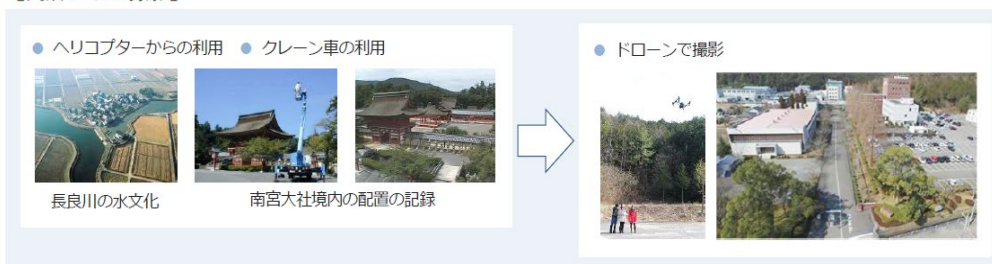 ● ヘリコプターからの利用 ● クレーン車の利用
長良川の水文化
南宮大社境内の配置の記録
● ドローンで撮影